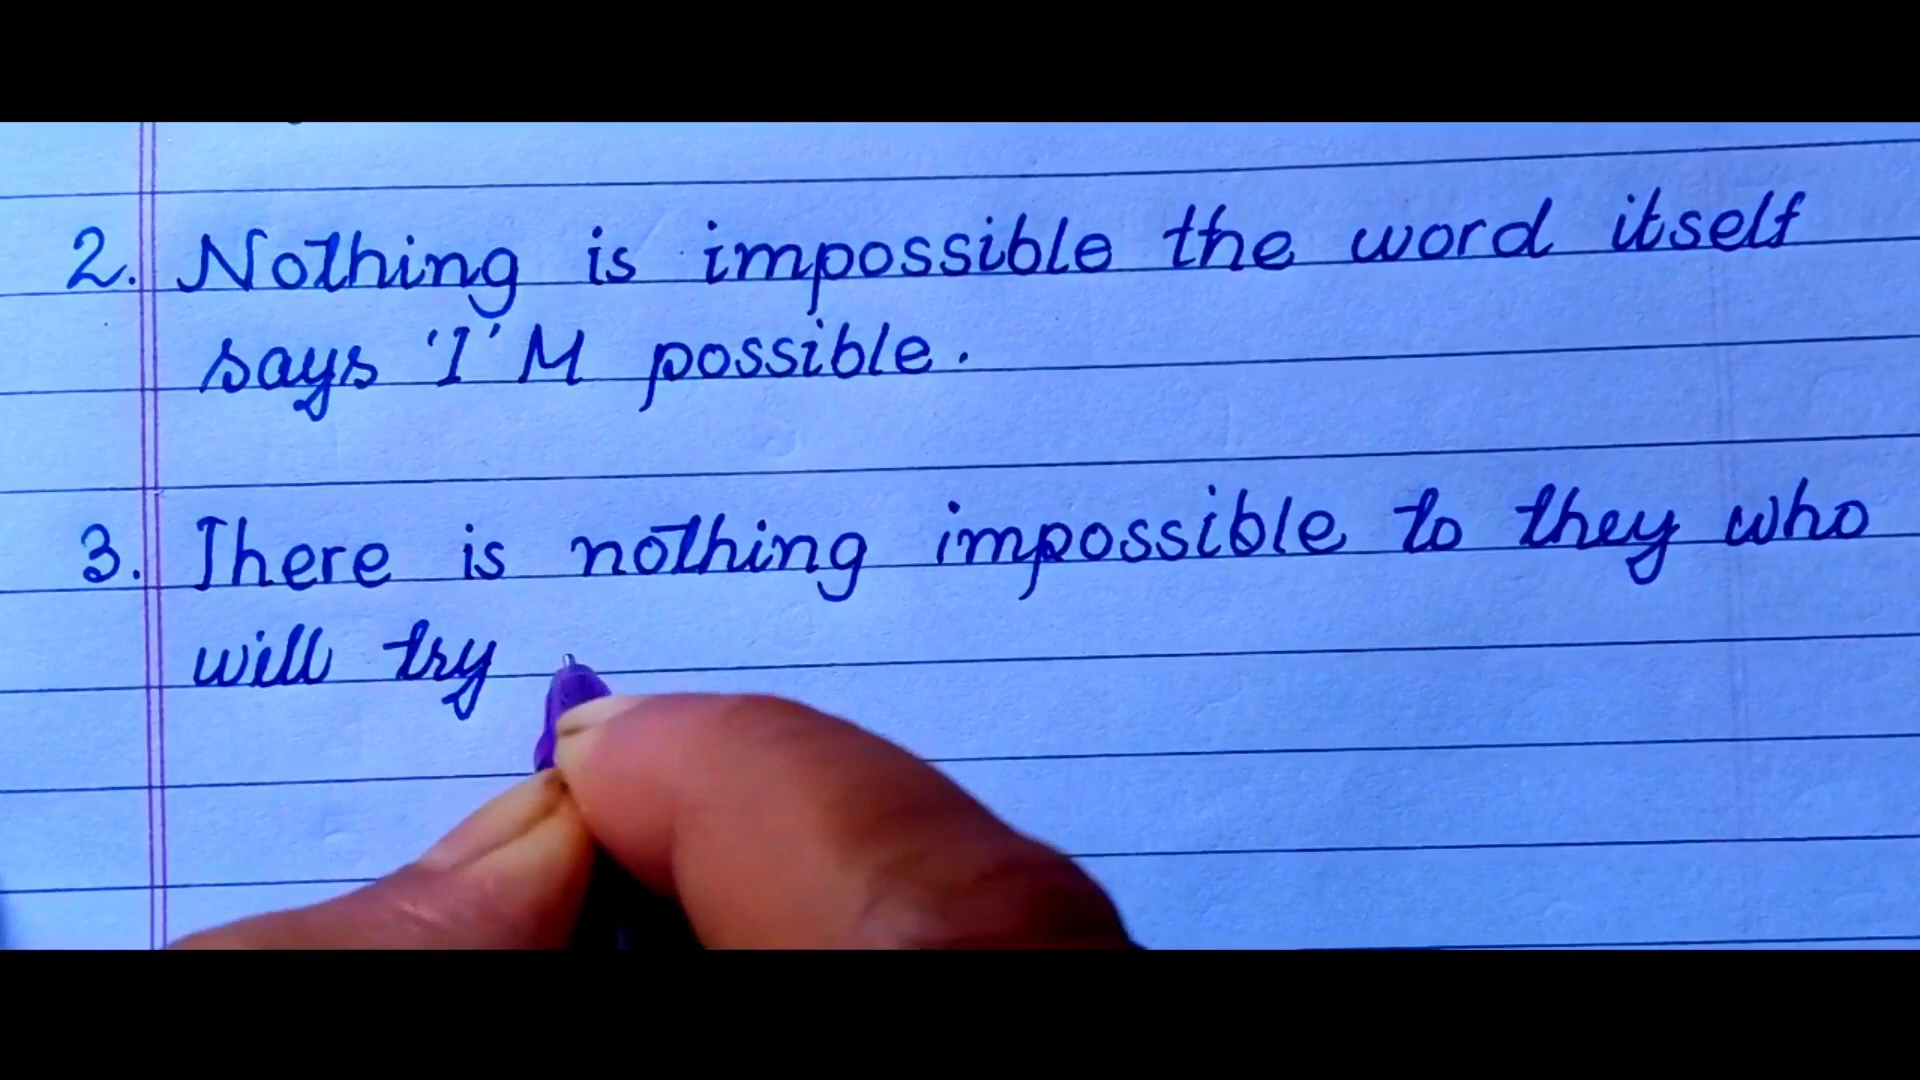 2. Nothing is impossible the word itself
says 'I'M possible.
3. There is nothing impossible to they who
will try